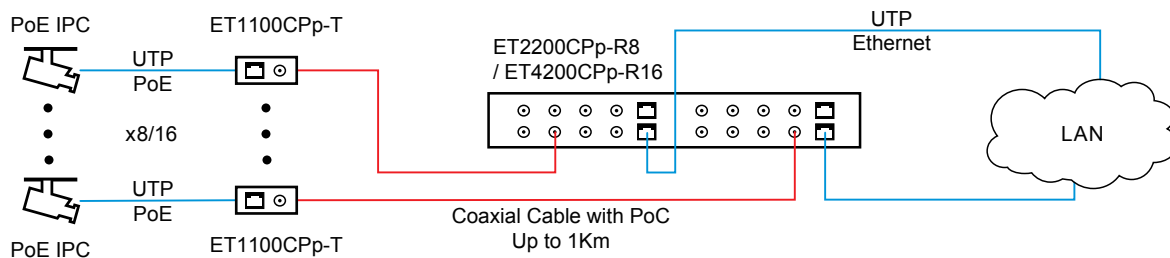 PoE IPC
ET1100CPp-T
UTP
PoE
ET2200CPp-R8
/ ET4200CPp-R16
UTP
Ethernet
x8/16
LAN
UTP
PoE
Coaxial Cable with PoC
Up to 1Km
PoE IPC
ET1100CPp-T